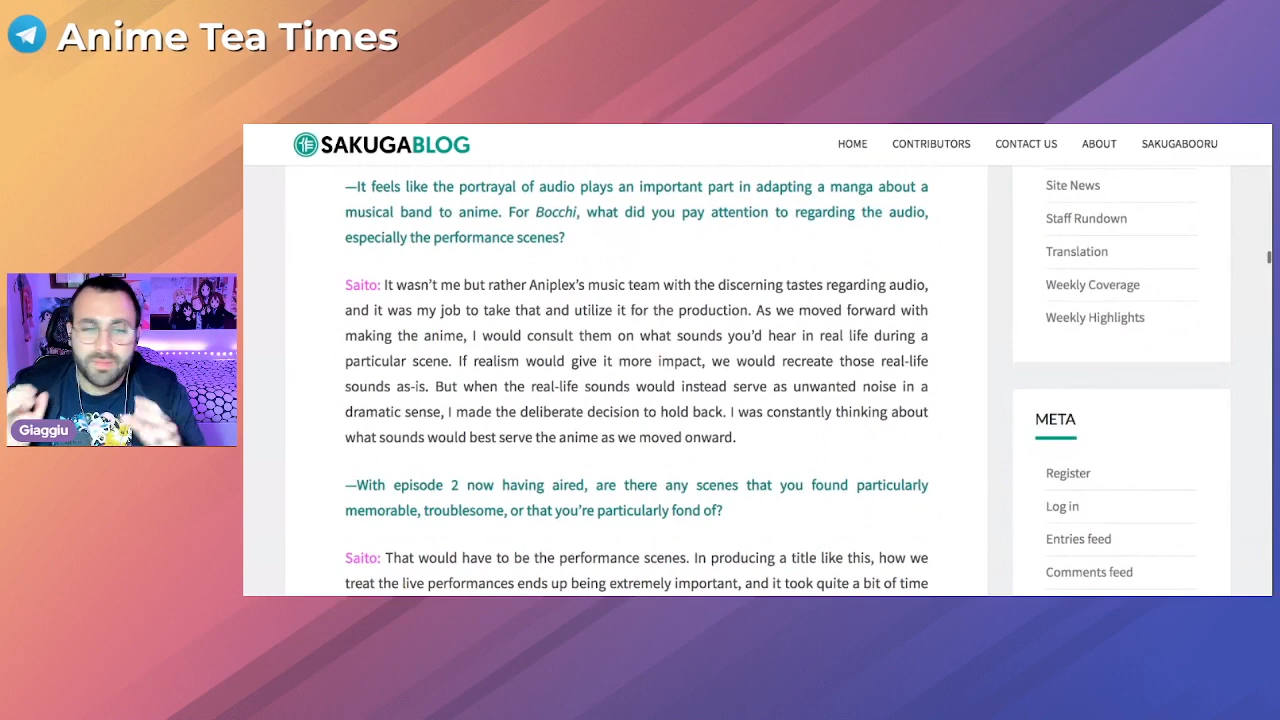 Anime Tea Times
SAKUGABLOG
HOME CONTRIBUTORS CONTACT US ABOUT SAKUGABOORU
—It feels like the portrayal of audio plays an important part in adapting a manga about a
musical band to anime. For Bocchi, what did you pay attention to regarding the audio,
especially the performance scenes?
Saito: It wasn’t me but rather Aniplex’s music team with the discerning tastes regarding audio,
and it was my job to take that and utilize it for the production. As we moved forward with
making the anime, I would consult them on what sounds you’d hear in real life during a
particular scene. If realism would give it more impact, we would recreate those real-life
sounds as-is. But when the real-life sounds would instead serve as unwanted noise in a
dramatic sense, I made the deliberate decision to hold back. I was constantly thinking about
what sounds would best serve the anime as we moved onward.
—With episode 2 now having aired, are there any scenes that you found particularly
memorable, troublesome, or that you’re particularly fond of?
Saito: That would have to be the performance scenes. In producing a title like this, how we
treat the live performances ends up being extremely important, and it took quite a bit of time
Site News
Staff Rundown
Translation
Weekly Coverage
Weekly Highlights
META
Register
Log in
Entries feed
Comments feed
Giaggiu